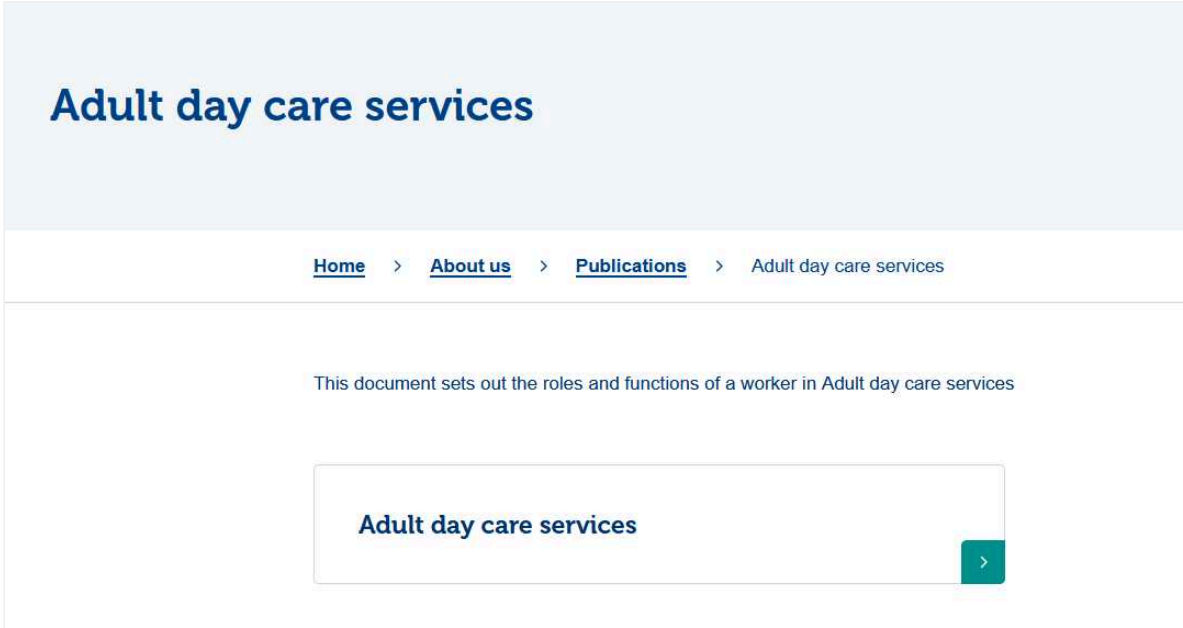 Adult day care services
Home > About us > Publications > Adult day care services
This document sets out the roles and functions of a worker in Adult day care services
Adult day care services